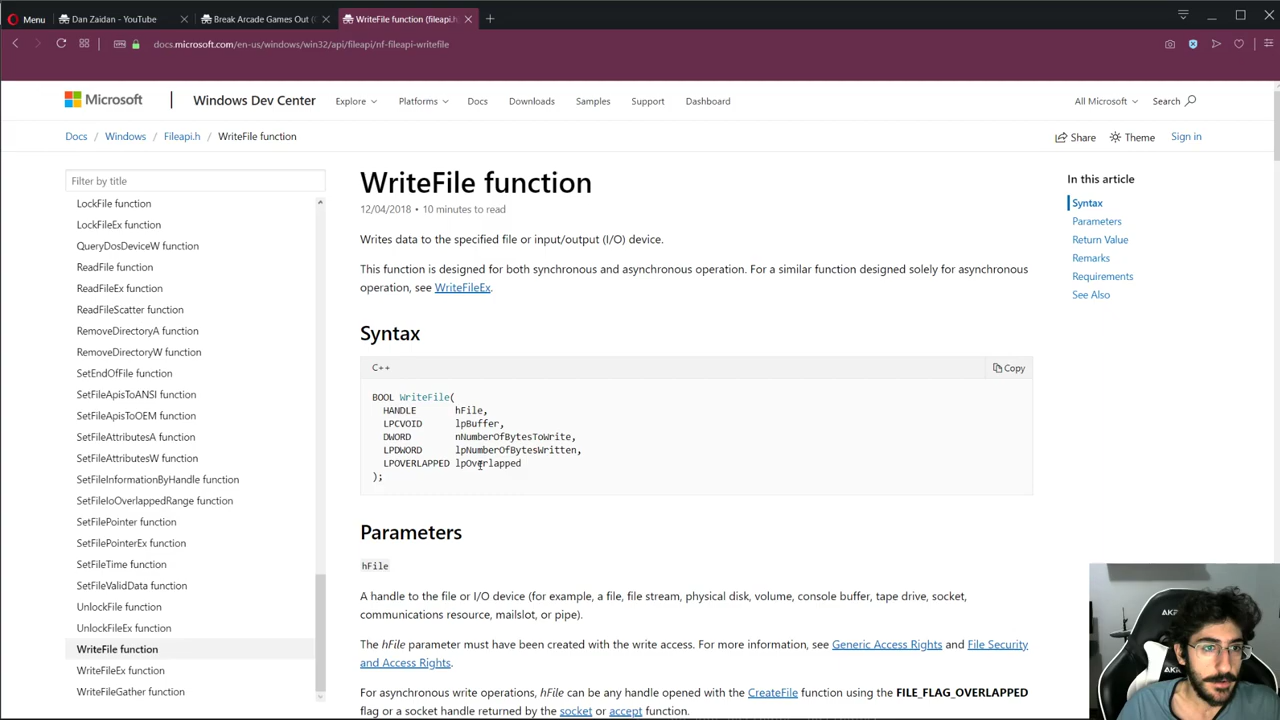 Menu
Dan Zaidan - YouTube
Break Arcade Games Out (
WriteFile function (fileapi.h
docs.microsoft.com/en-us/windows/win32/api/fileapi/nf-fileapi-writefile
Microsoft
Windows Dev Center
Explore
Platforms
Docs
Downloads
Samples
Support
Dashboard
All Microsoft
Search
Docs / Windows / Fileapi.h / WriteFile function
Share
Theme
Sign in
Filter by title
LockFile function
LockFileEx function
QueryDosDeviceW function
ReadFile function
ReadFileEx function
ReadFileScatter function
RemoveDirectoryA function
RemoveDirectoryW function
SetEndOfFile function
SetFileApisToANSI function
SetFileApisToOEM function
SetFileAttributesA function
SetFileAttributesW function
SetFileInformationByHandle function
SetFileIoOverlappedRange function
SetFilePointer function
SetFilePointerEx function
SetFileTime function
SetFileValidData function
UnlockFile function
UnlockFileEx function
WriteFile function
WriteFileEx function
WriteFileGather function
WriteFile function
12/04/2018 • 10 minutes to read
Writes data to the specified file or input/output (I/O) device.
This function is designed for both synchronous and asynchronous operation. For a similar function designed solely for asynchronous
operation, see WriteFileEx.
Syntax
C++
Copy
BOOL WriteFile(
HANDLE hFile,
LPCVOID lpBuffer,
DWORD nNumberOfBytesToWrite,
LPDWORD lpNumberOfBytesWritten,
LPOVERLAPPED lpOverlapped
);
Parameters
hFile
A handle to the file or I/O device (for example, a file, file stream, physical disk, volume, console buffer, tape drive, socket,
communications resource, mailslot, or pipe).
The hFile parameter must have been created with the write access. For more information, see Generic Access Rights and File Security
and Access Rights.
For asynchronous write operations, hFile can be any handle opened with the CreateFile function using the FILE_FLAG_OVERLAPPED
flag or a socket handle returned by the socket or accept function.
In this article
Syntax
Parameters
Return Value
Remarks
Requirements
See Also